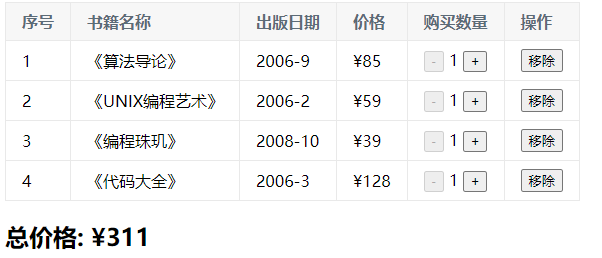 序号 书籍名称 出版日期 价格 购买数量 操作
1 《算法导论》 2006-9 ¥85 - 1 + 移除
2 《UNIX编程艺术》 2006-2 ¥59 - 1 + 移除
3 《编程珠玑》 2008-10 ¥39 - 1 + 移除
4 《代码大全》 2006-3 ¥128 - 1 + 移除
总价格: ¥311